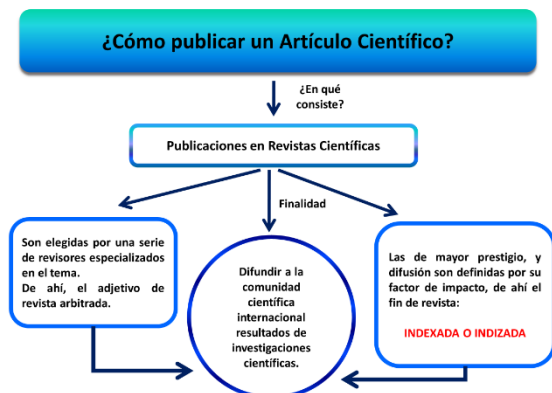 ¿Cómo publicar un Artículo Científico?
¿En qué
consiste?
Publicaciones en Revistas Científicas
Finalidad
Son elegidas por una serie
de revisores especializados
en el tema.
De ahí, el adjetivo de
revista arbitrada.
Difundir a la
comunidad
científica
internacional
resultados de
investigaciones
científicas.
Las de mayor prestigio, y
difusión son definidas por su
factor de impacto, de ahí el
fin de revista:
INDEXADA O INDIZADA